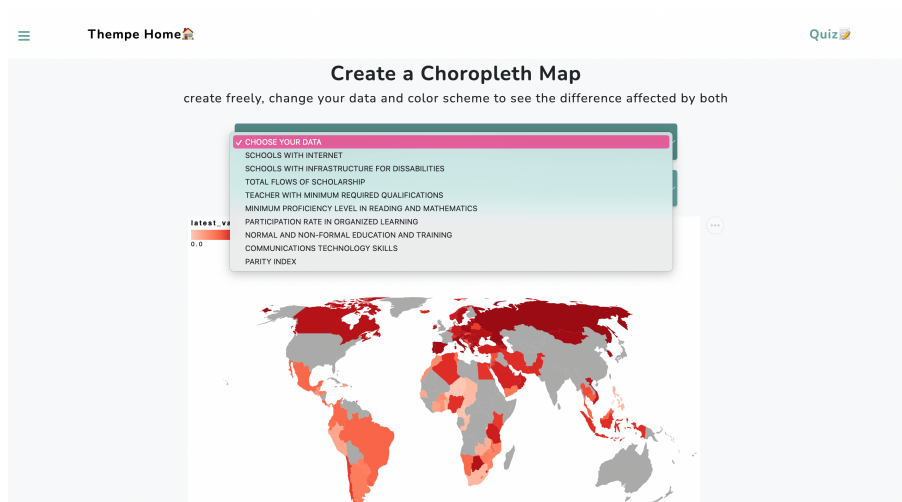 Thempe Home
Quiz
Create a Choropleth Map
create freely, change your data and color scheme to see the difference affected by both
✓ CHOOSE YOUR DATA
SCHOOLS WITH INTERNET
SCHOOLS WITH INFRASTRUCTURE FOR DISSABILITIES
TOTAL FLOWS OF SCHOLARSHIP
TEACHER WITH MINIMUM REQUIRED QUALIFICATIONS
MINIMUM PROFICIENCY LEVEL IN READING AND MATHEMATICS
PARTICIPATION RATE IN ORGANIZED LEARNING
NORMAL AND NON-FORMAL EDUCATION AND TRAINING
COMMUNICATIONS TECHNOLOGY SKILLS
PARITY INDEX
latest_va
0.0